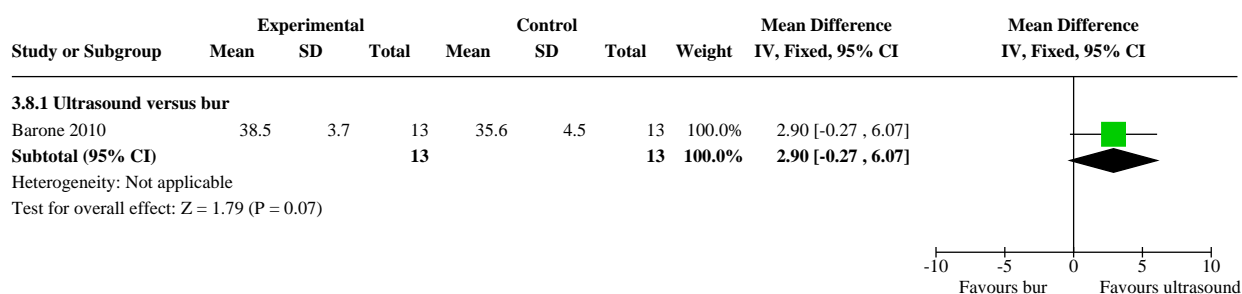 Experimental Control Mean Difference Mean Difference
Study or Subgroup Mean SD Total Mean SD Total Weight IV, Fixed, 95% CI IV, Fixed, 95% CI
3.8.1 Ultrasound versus bur
Barone 2010 38.5 3.7 13 35.6 4.5 13 100.0% 2.90 [-0.27 , 6.07]
Subtotal (95% CI) 13 13 100.0% 2.90 [-0.27 , 6.07]
Heterogeneity: Not applicable
Test for overall effect: Z = 1.79 (P = 0.07)
-10 -5 0 5 10
Favours bur Favours ultrasound